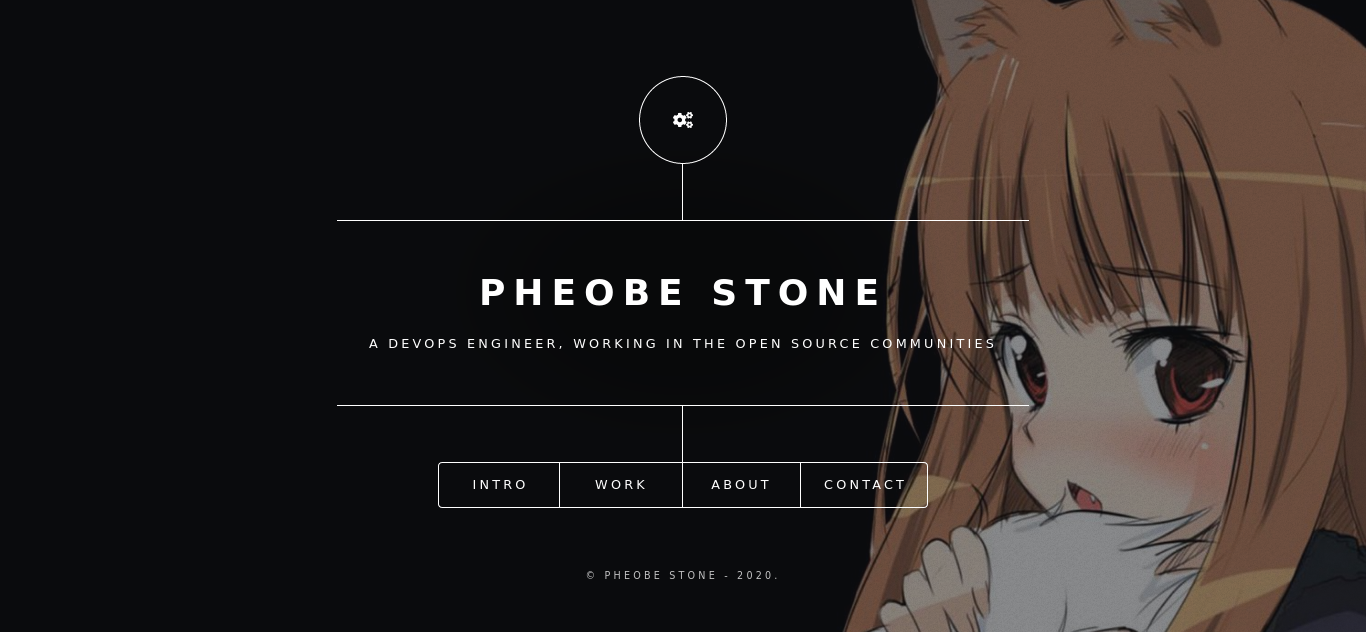 PHEOBE STONE
A DEVOPS ENGINEER, WORKING IN THE OPEN SOURCE COMMUNITIES
INTRO WORK ABOUT CONTACT
© PHEOBE STONE - 2020.